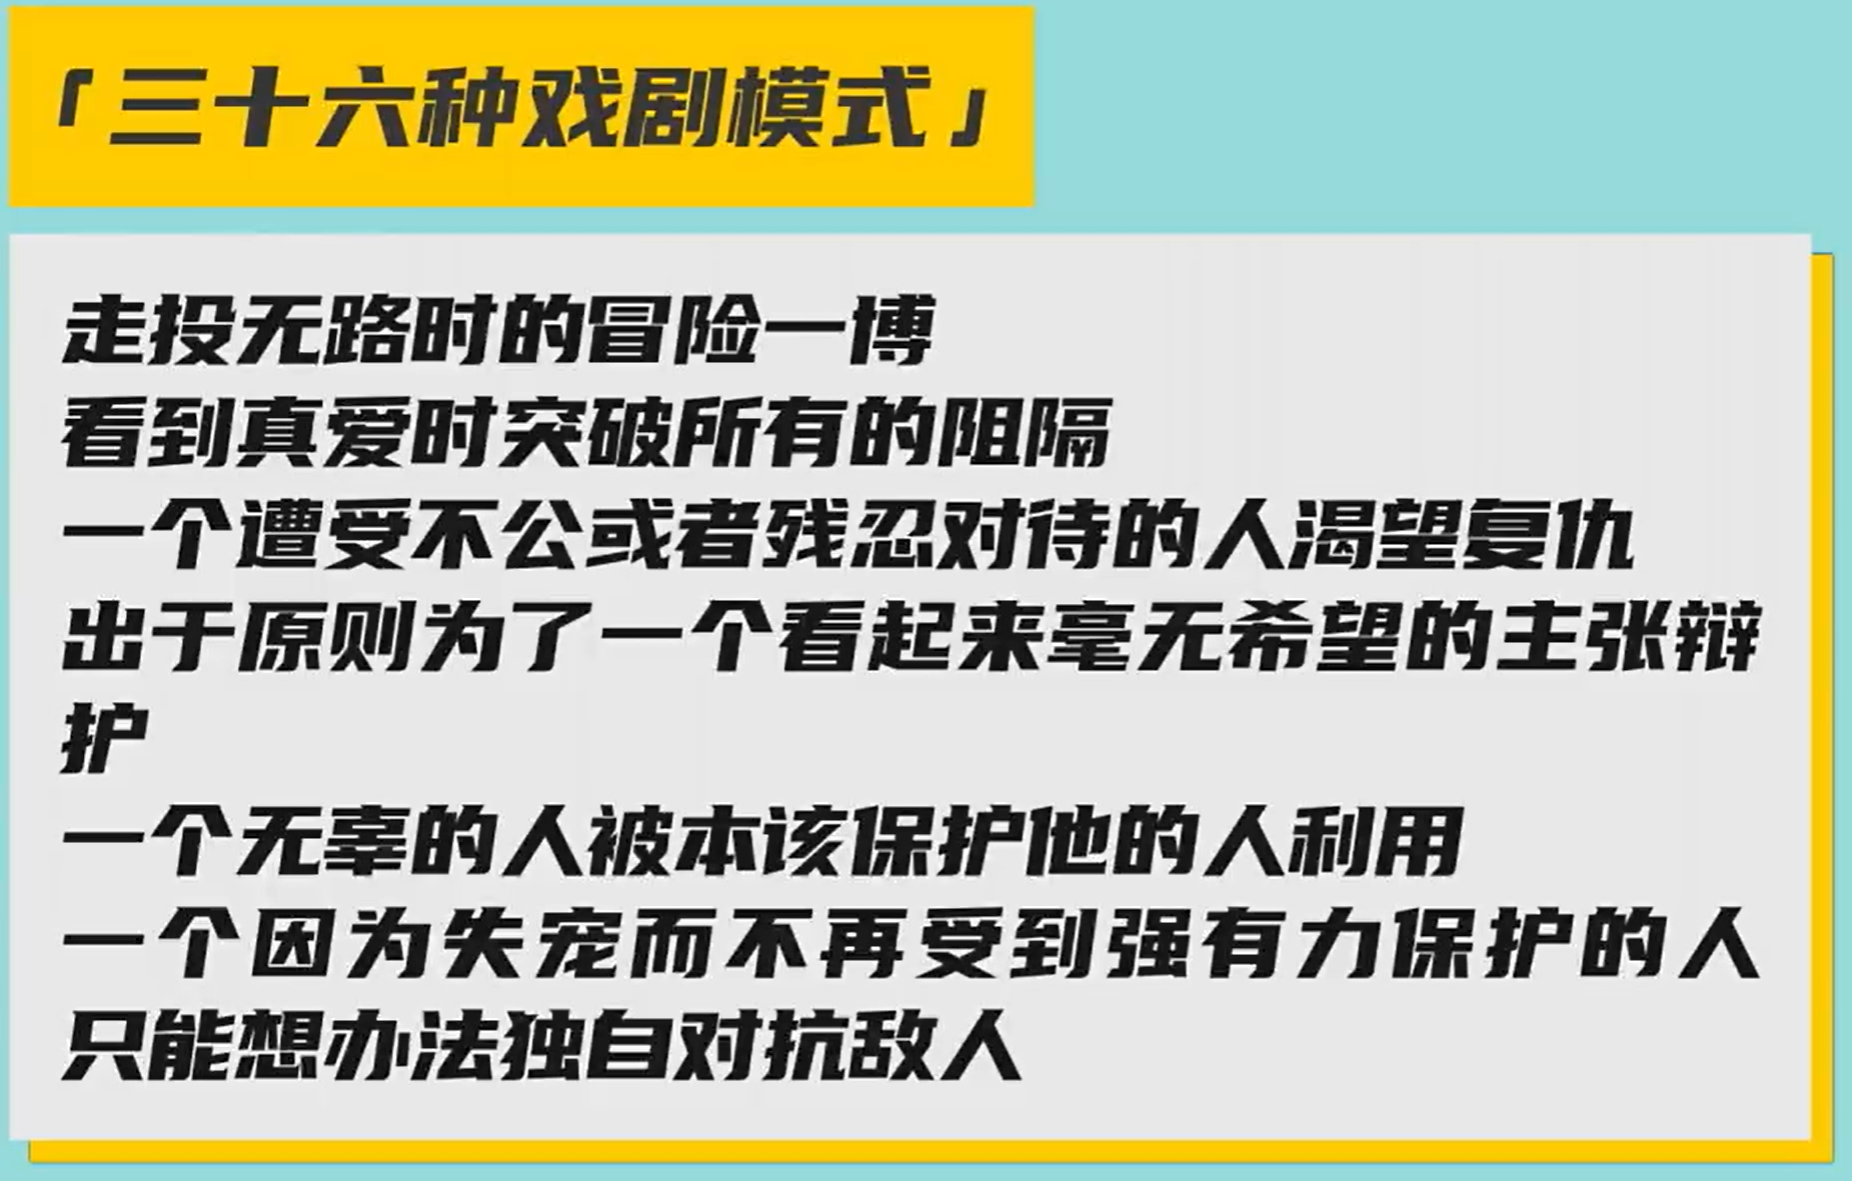 「三十六种戏剧模式」
走投无路时的冒险一博
看到真爱时突破所有的阻隔
一个遭受不公或者残忍对待的人渴望复仇
出于原则为了一个看起来毫无希望的主张辩
护
一个无辜的人被本该保护他的人利用
一个因为失宠而不再受到强有力保护的人
只能想办法独自对抗敌人